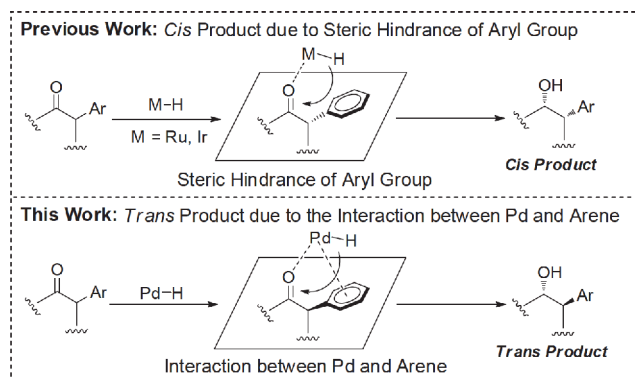 Previous Work: Cis Product due to Steric Hindrance of Aryl Group
O
Ar
M-H
M = Ru, Ir
M
H
O
Steric Hindrance of Aryl Group
OH
Ar
Cis Product
This Work: Trans Product due to the Interaction between Pd and Arene
O
Ar
Pd-H
Pd
H
O
Interaction between Pd and Arene
OH
Ar
Trans Product